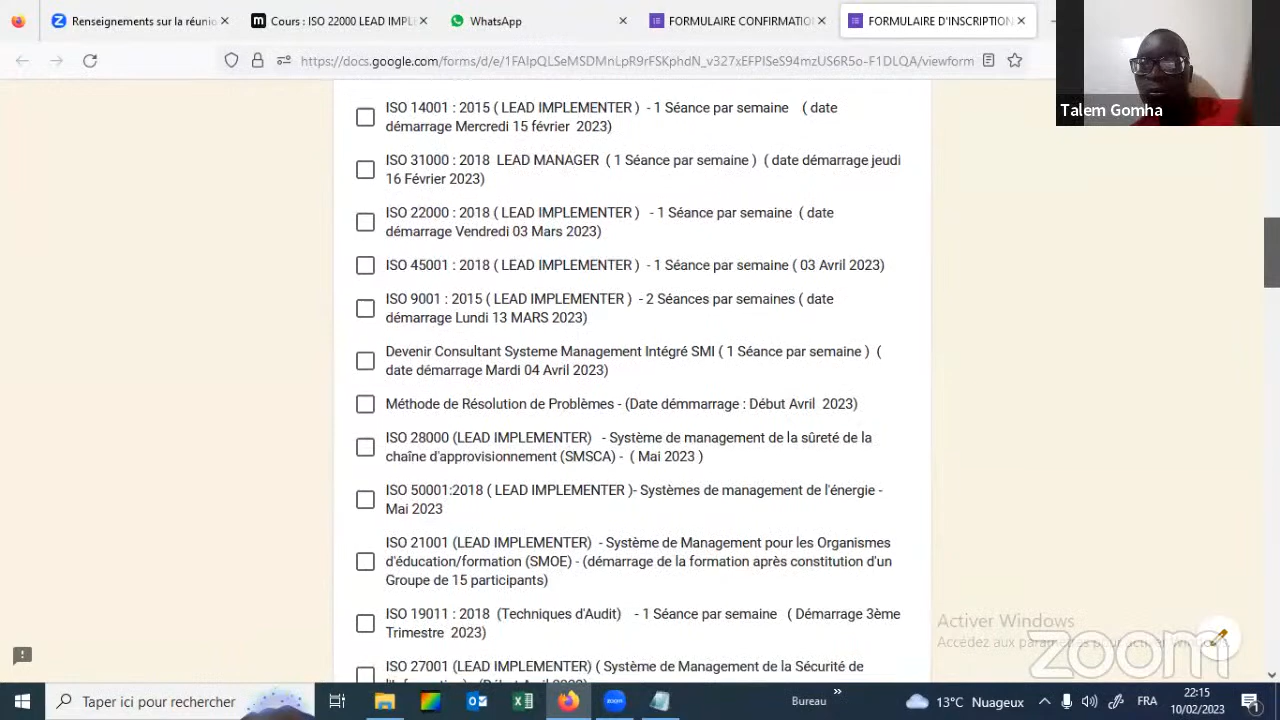 Renseignements sur la réunio
Cours : ISO 22000 LEAD IMPL
WhatsApp
FORMULAIRE CONFIRMATIO
FORMULAIRE D'INSCRIPTION
https://docs.google.com/forms/d/e/1FAIpQLSeMSDMnLpR9rFSKphdN_v327xEFPISeS94mzUS6R5o-F1DLQA/viewform
Talem Gomha
ISO 14001 : 2015 ( LEAD IMPLEMENTER ) - 1 Séance par semaine ( date
démarrage Mercredi 15 février 2023)
ISO 31000 : 2018 LEAD MANAGER ( 1 Séance par semaine ) ( date démarrage jeudi
16 Février 2023)
ISO 22000 : 2018 ( LEAD IMPLEMENTER ) - 1 Séance par semaine ( date
démarrage Vendredi 03 Mars 2023)
ISO 45001 : 2018 ( LEAD IMPLEMENTER ) - 1 Séance par semaine ( 03 Avril 2023)
ISO 9001 : 2015 ( LEAD IMPLEMENTER ) - 2 Séances par semaines ( date
démarrage Lundi 13 MARS 2023)
Devenir Consultant Systeme Management Intégré SMI ( 1 Séance par semaine ) (
date démarrage Mardi 04 Avril 2023)
Méthode de Résolution de Problèmes - (Date démmarrage : Début Avril 2023)
ISO 28000 (LEAD IMPLEMENTER) - Système de management de la sûreté de la
chaîne d'approvisionnement (SMSCA) - ( Mai 2023 )
ISO 50001:2018 ( LEAD IMPLEMENTER )- Systèmes de management de l'énergie -
Mai 2023
ISO 21001 (LEAD IMPLEMENTER) - Système de Management pour les Organismes
d'éducation/formation (SMOE) - (démarrage de la formation après constitution d'un
Groupe de 15 participants)
ISO 19011 : 2018 (Techniques d'Audit) - 1 Séance par semaine ( Démarrage 3ème
Trimestre 2023)
ISO 27001 (LEAD IMPLEMENTER) ( Système de Management de la Sécurité de
Activer Windows
Accédez aux paramètres pour activer
zoom
Taper ici pour rechercher
zoom
Bureau
13°C Nuageux
FRA
22:15
10/02/2023